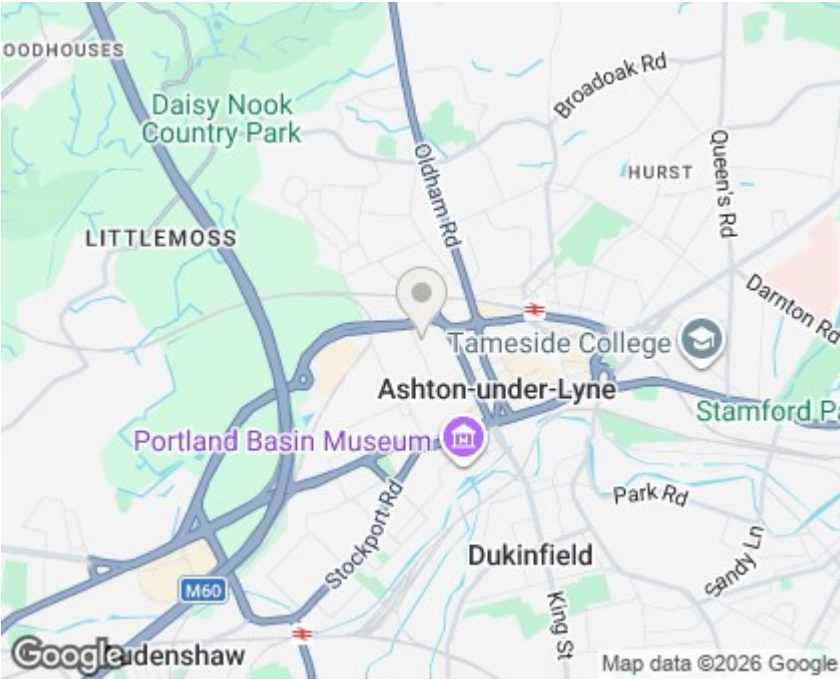 OODHOUSES
Daisy Nook
Country Park
Broadoak Rd
Oldham Rd
HURST
Queen's Rd
LITTLEMOSS
Darnton Rd
Tameside College
Ashton-under-Lyne
Stamford Pa
Portland Basin Museum
Park Rd
Stockport Rd
Dukinfield
Sandy Ln
M60
King St
Google
udenshaw
Map data ©2026 Google